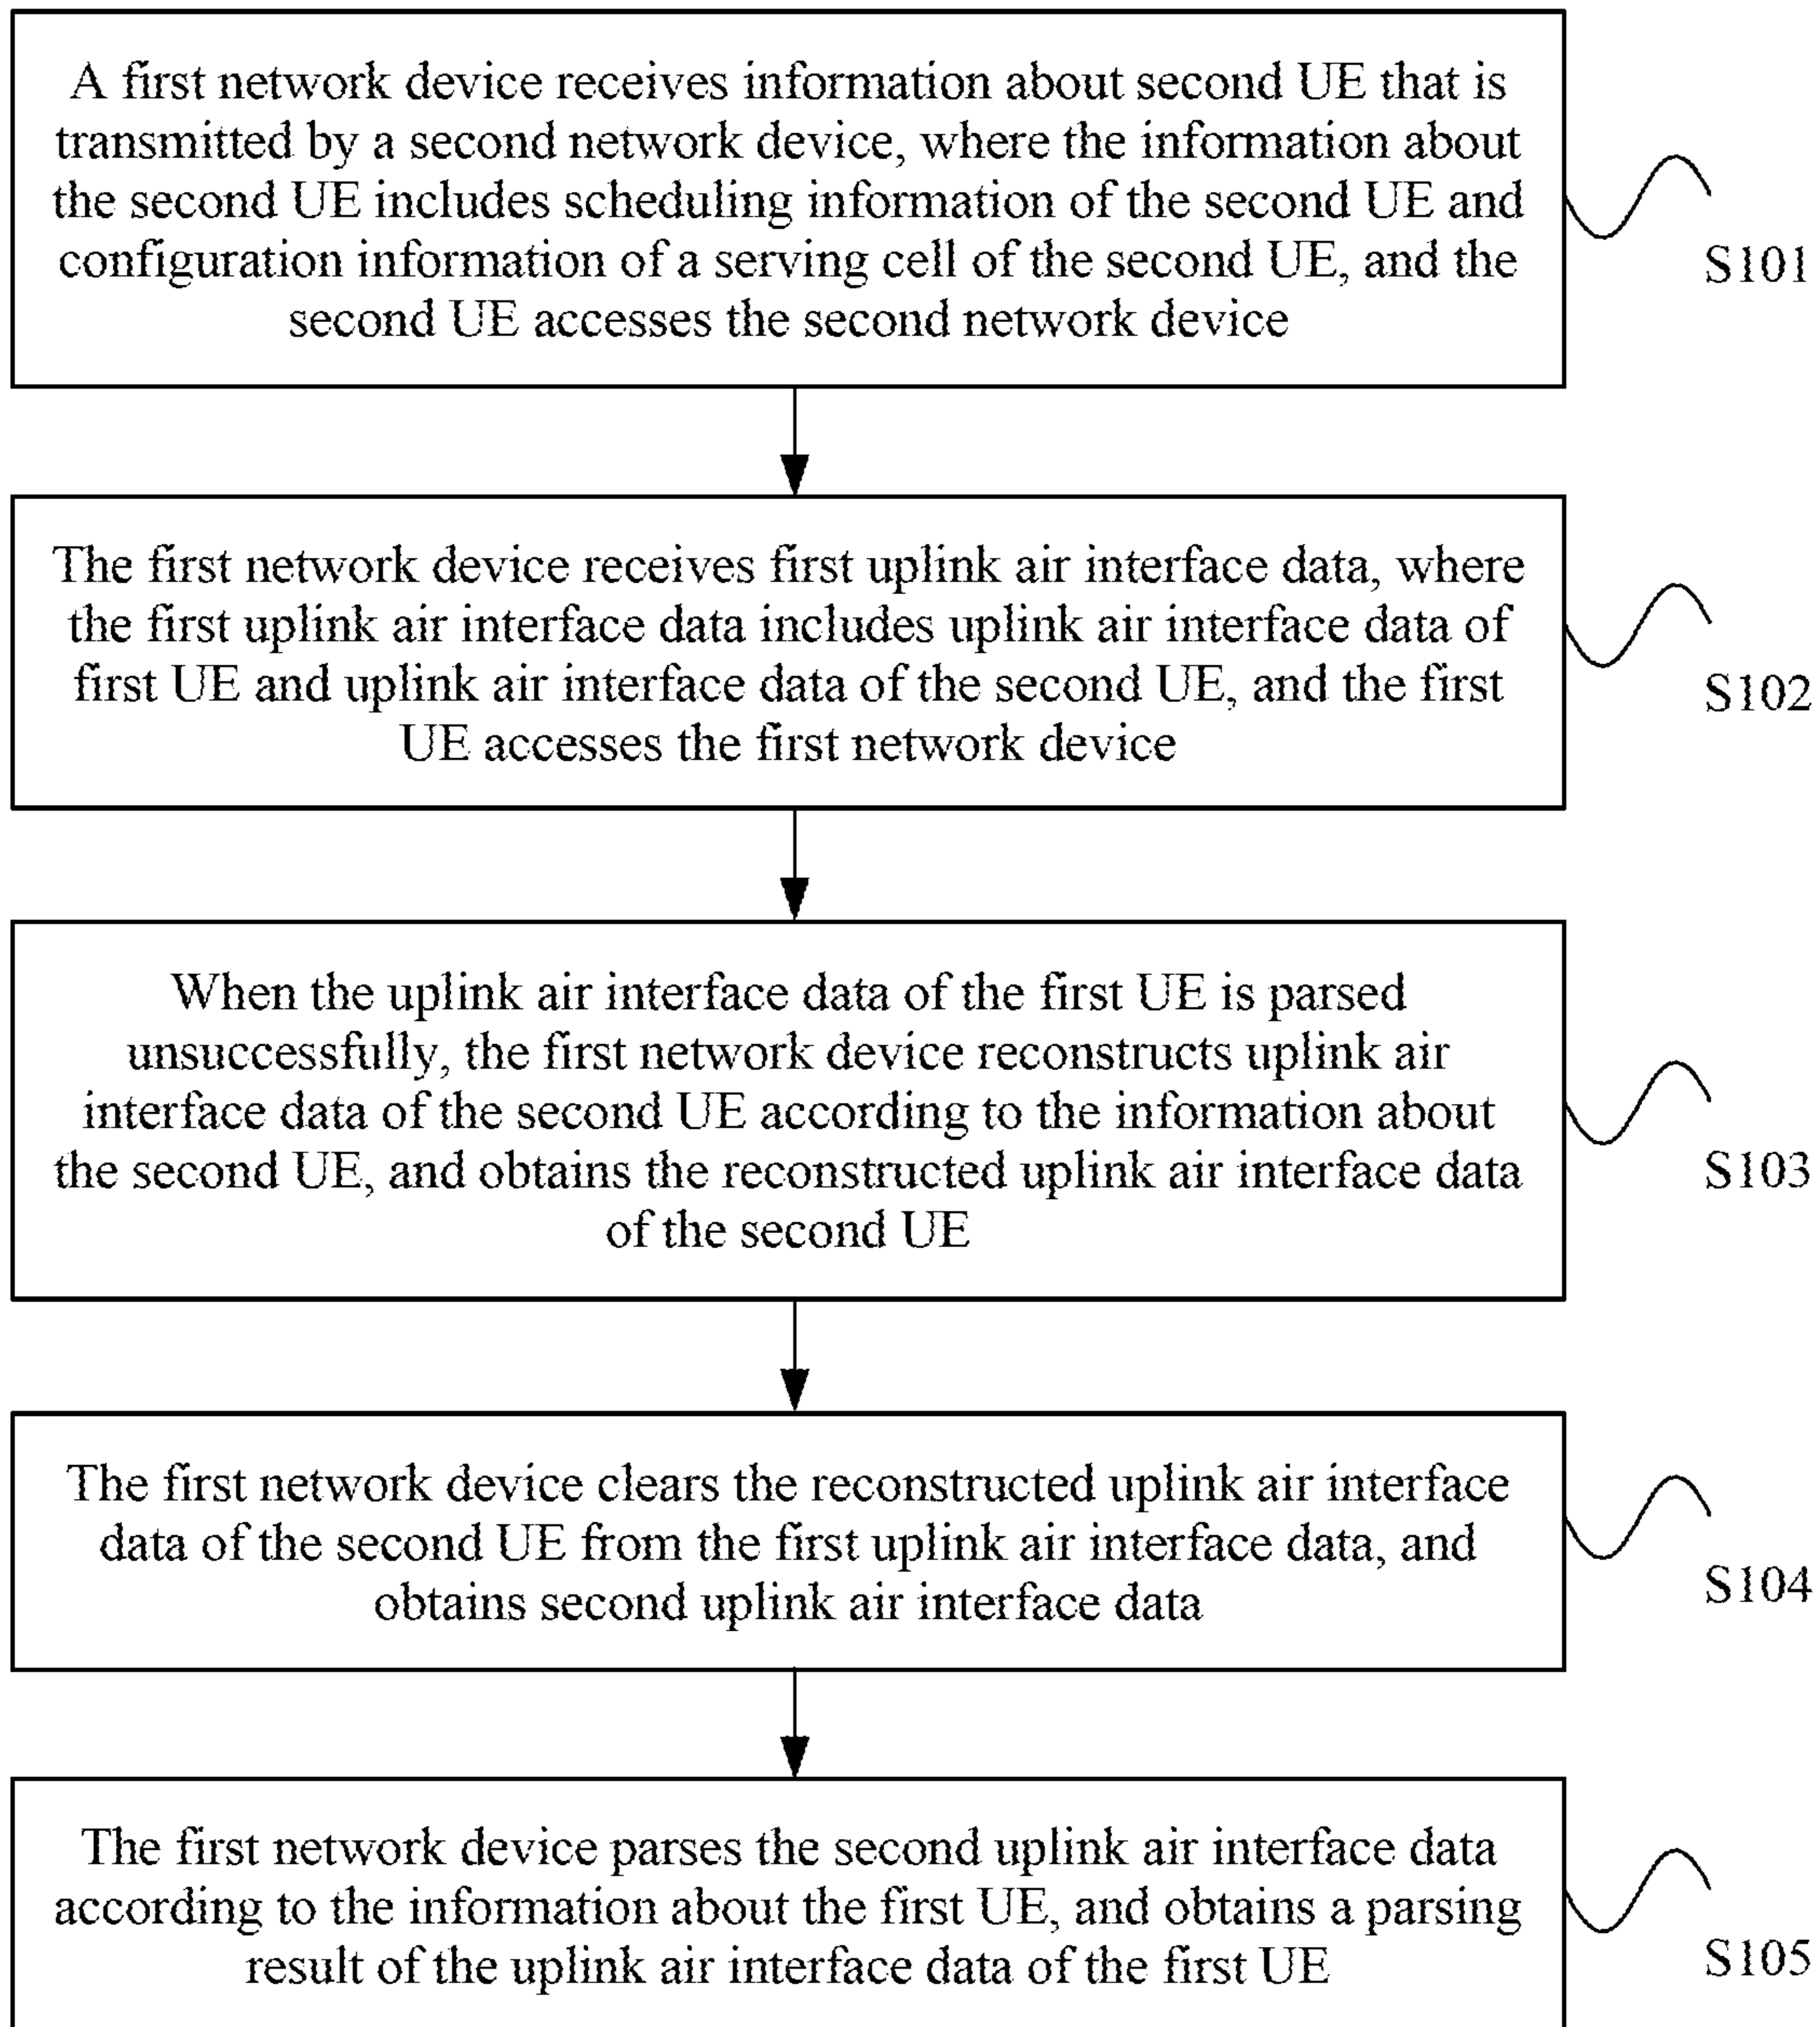 A first network device receives information about second UE that is
transmitted by a second network device, where the information about
the second UE includes scheduling information of the second UE and
configuration information of a serving cell of the second UE, and the
second UE accesses the second network device
S101
The first network device receives first uplink air interface data, where
the first uplink air interface data includes uplink air interface data of
first UE and uplink air interface data of the second UE, and the first
UE accesses the first network device
S102
When the uplink air interface data of the first UE is parsed
unsuccessfully, the first network device reconstructs uplink air
interface data of the second UE according to the information about
the second UE, and obtains the reconstructed uplink air interface data
of the second UE
S103
The first network device clears the reconstructed uplink air interface
data of the second UE from the first uplink air interface data, and
obtains second uplink air interface data
S104
The first network device parses the second uplink air interface data
according to the information about the first UE, and obtains a parsing
result of the uplink air interface data of the first UE
S105